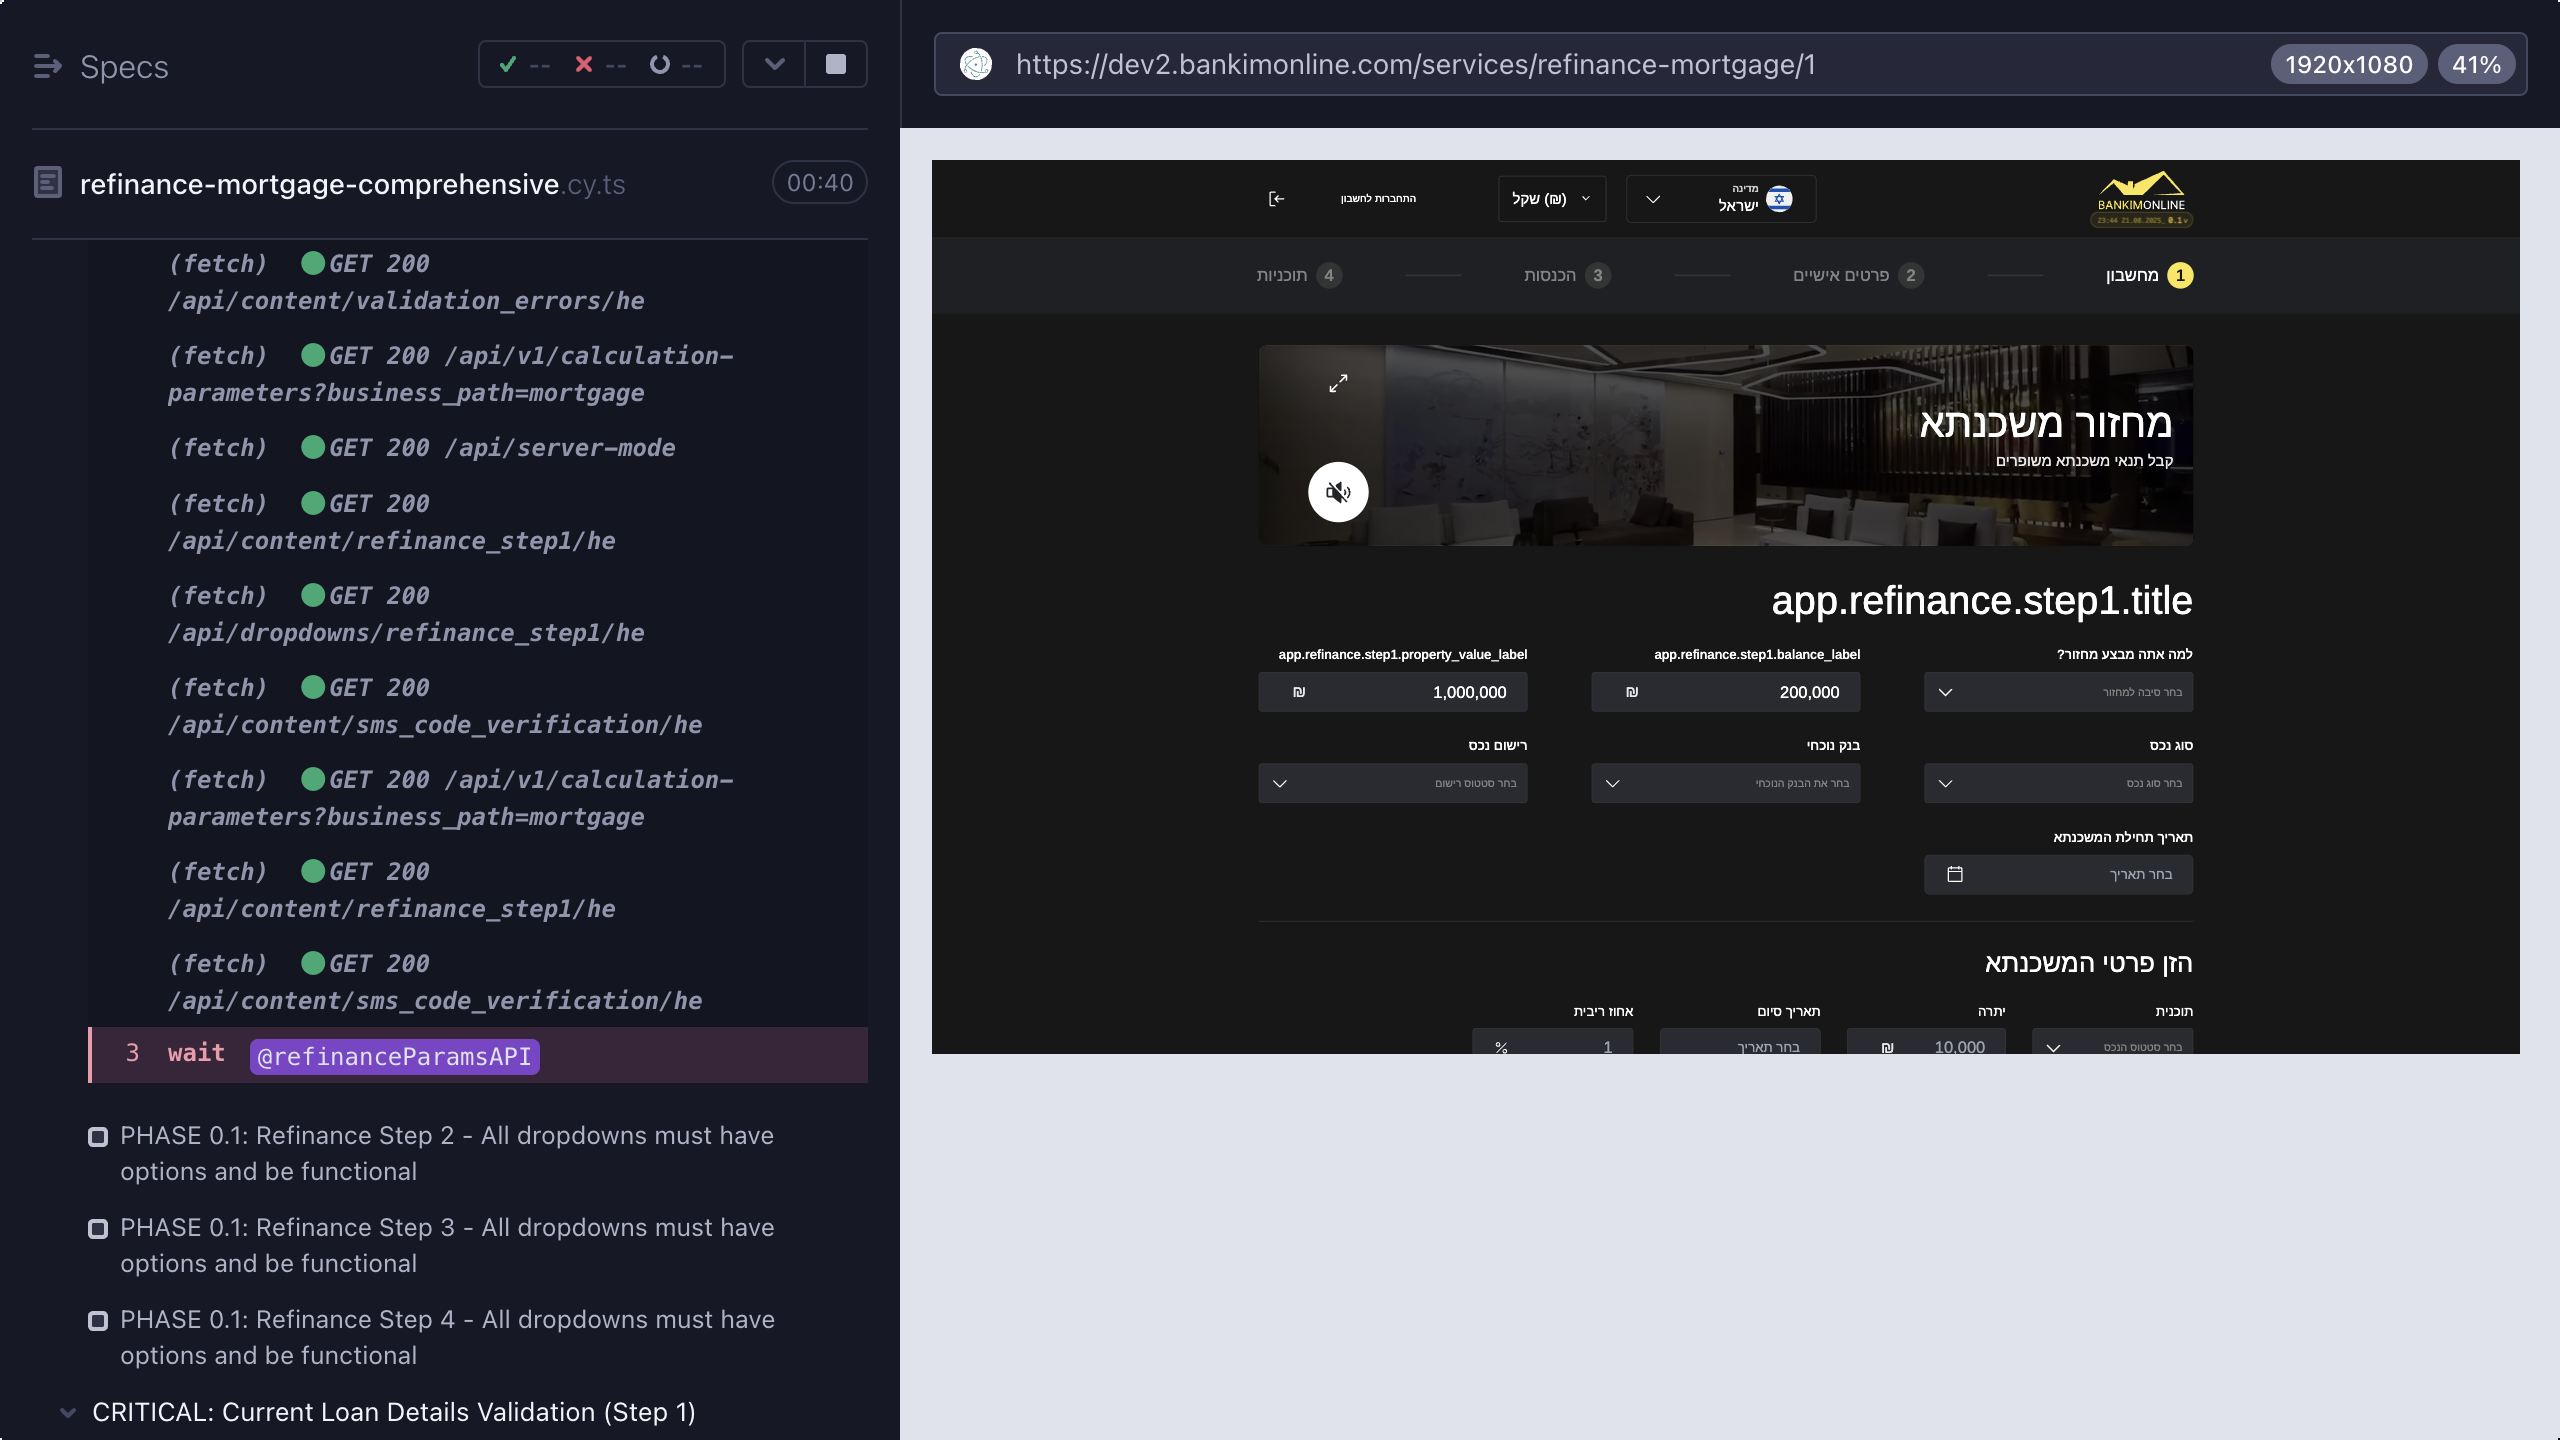 Specs
-- -- --
refinance-mortgage-comprehensive.cy.ts
00:40
(fetch) GET 200
/api/content/validation_errors/he
(fetch) GET 200 /api/v1/calculation-
parameters?business_path=mortgage
(fetch) GET 200 /api/server-mode
(fetch) GET 200
/api/content/refinance_step1/he
(fetch) GET 200
/api/dropdowns/refinance_step1/he
(fetch) GET 200
/api/content/sms_code_verification/he
(fetch) GET 200 /api/v1/calculation-
parameters?business_path=mortgage
(fetch) GET 200
/api/content/refinance_step1/he
(fetch) GET 200
/api/content/sms_code_verification/he
3 wait @refinanceParamsAPI
PHASE 0.1: Refinance Step 2 - All dropdowns must have
options and be functional
PHASE 0.1: Refinance Step 3 - All dropdowns must have
options and be functional
PHASE 0.1: Refinance Step 4 - All dropdowns must have
options and be functional
CRITICAL: Current Loan Details Validation (Step 1)
https://dev2.bankimonline.com/services/refinance-mortgage/1
1920x1080 41%
BANKIMONLINE
23:44 21.08.2025_ 0.1v
מדינה
ישראל
שקל (₪)
התחברות לחשבון
1 מחשבון
2 פרטים אישיים
3 הכנסות
4 תוכניות
מחזור משכנתא
קבל תנאי משכנתא משופרים
app.refinance.step1.title
למה אתה מבצע מחזור?
app.refinance.step1.balance_label
app.refinance.step1.property_value_label
בחר סיבה למחזור
200,000 ₪
1,000,000 ₪
סוג נכס
בנק נוכחי
רישום נכס
בחר סוג נכס
בחר את הבנק הנוכחי
בחר סטטוס רישום
תאריך תחילת המשכנתא
בחר תאריך
הזן פרטי המשכנתא
תוכנית
יתרה
תאריך סיום
אחוז ריבית
בחר סטטוס הנכס
10,000 ₪
בחר תאריך
1 %